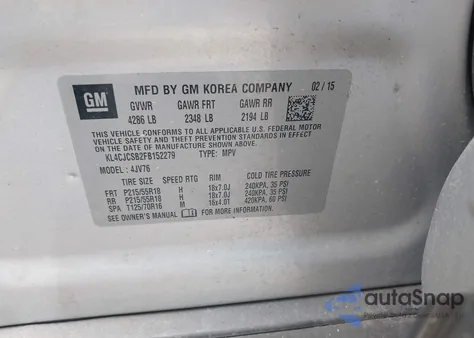 GM
MFD BY GM KOREA COMPANY 02/15
GVWR GAWR FRT GAWR RR
4286 LB 2348 LB 2194 LB
THIS VEHICLE CONFORMS TO ALL APPLICABLE U.S. FEDERAL MOTOR
VEHICLE SAFETY, BUMPER, AND THEFT PREVENTION STANDARDS
IN EFFECT ON THE DATE OF MANUFACTURE SHOWN ABOVE.
KL4CJCSB2FB152279 TYPE: MPV
MODEL: 4JV76
TIRE SIZE SPEED RTG RIM COLD TIRE PRESSURE
FRT P215/55R18 H 18x7.0J 240KPA, 35 PSI
RR P215/55R18 H 18x7.0J 240KPA, 35 PSI
SPA T125/70R16 M 16x4.0T 420KPA, 60 PSI
SEE OWNER'S MANUAL FOR MORE INFORMATION.
autoSnap